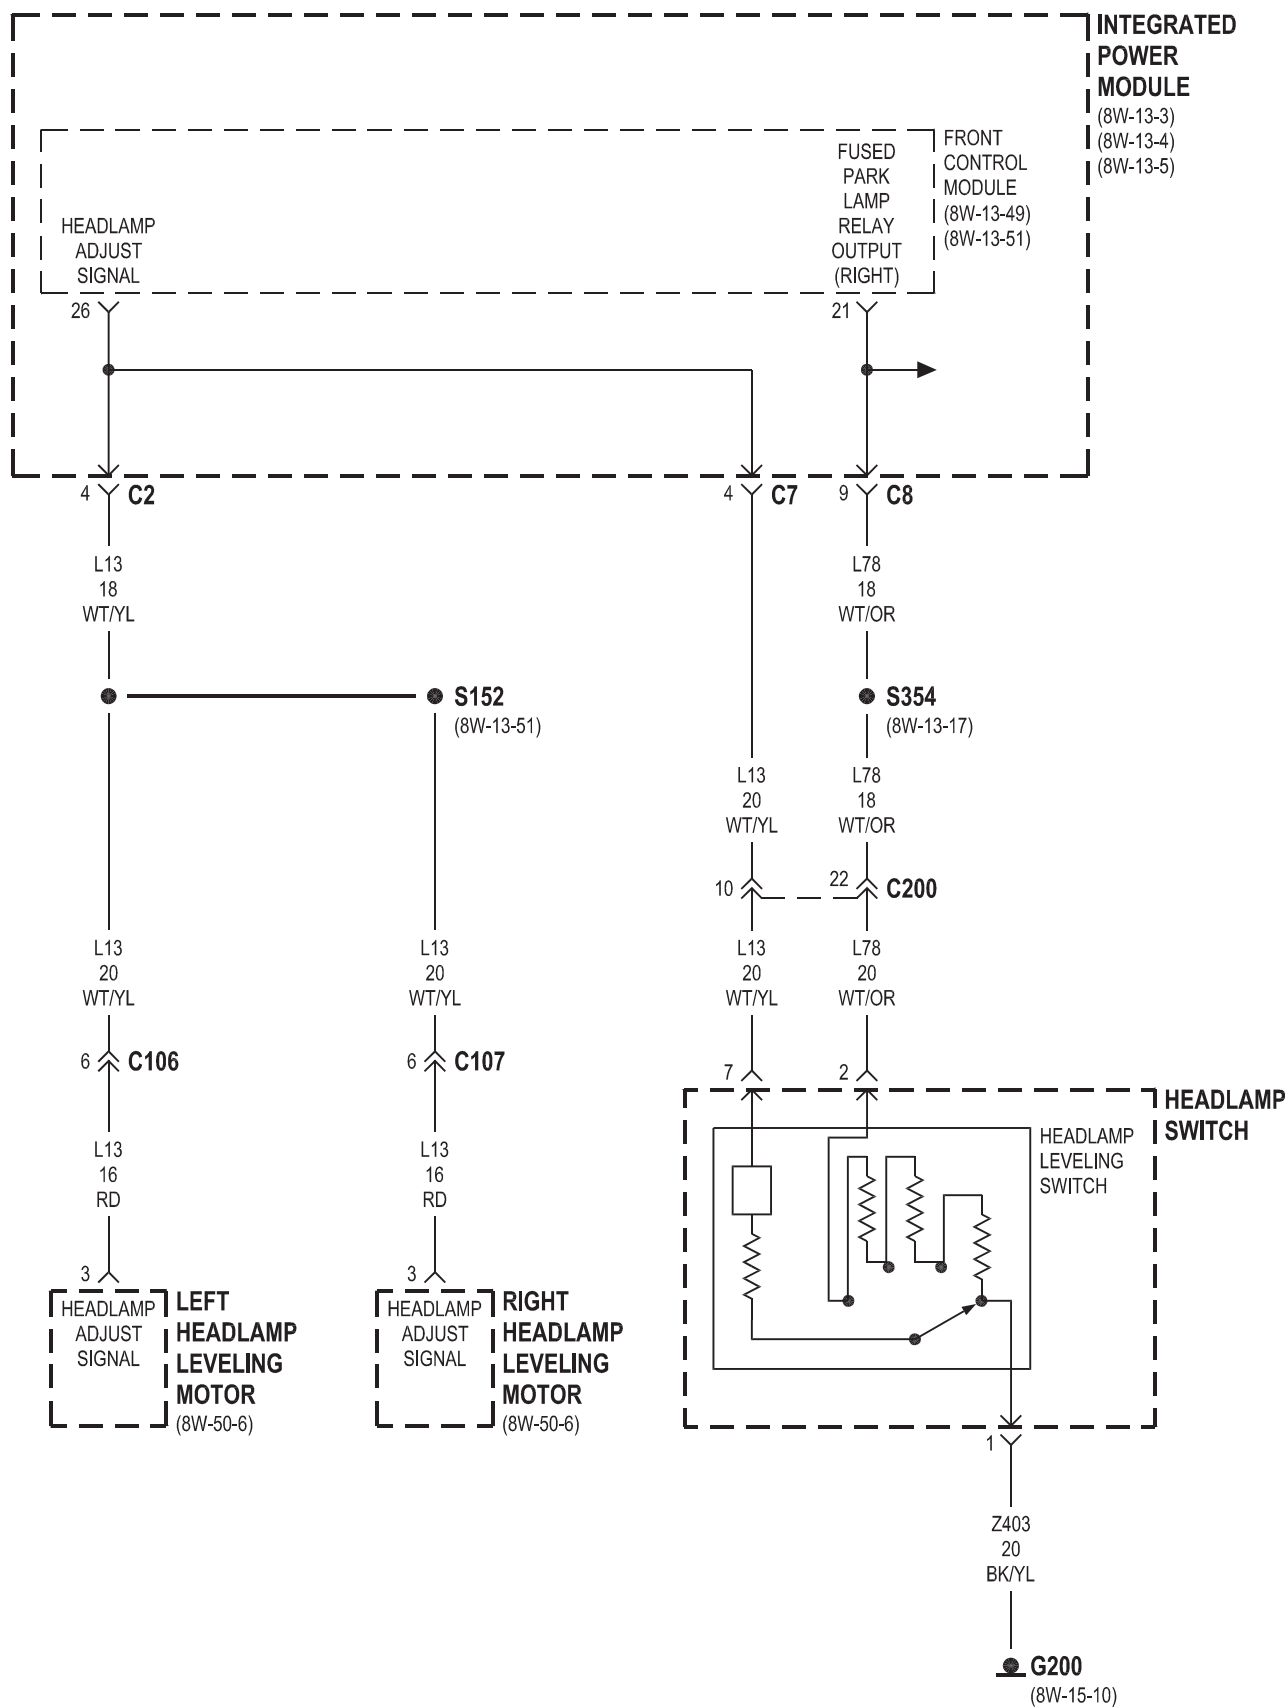 INTEGRATED
POWER
MODULE
(8W-13-3)
(8W-13-4)
(8W-13-5)
FRONT
CONTROL
MODULE
(8W-13-49)
(8W-13-51)
FUSED
PARK
LAMP
RELAY
OUTPUT
(RIGHT)
HEADLAMP
ADJUST
SIGNAL
26
21
4
C2
4
C7
9
C8
L13
18
WT/YL
L78
18
WT/OR
S152
(8W-13-51)
S354
(8W-13-17)
L13
20
WT/YL
L78
18
WT/OR
10
22
C200
L13
20
WT/YL
L13
20
WT/YL
L13
20
WT/YL
L78
20
WT/OR
6
C106
6
C107
7
2
HEADLAMP
SWITCH
HEADLAMP
LEVELING
SWITCH
L13
16
RD
L13
16
RD
3
3
HEADLAMP
ADJUST
SIGNAL
LEFT
HEADLAMP
LEVELING
MOTOR
(8W-50-6)
HEADLAMP
ADJUST
SIGNAL
RIGHT
HEADLAMP
LEVELING
MOTOR
(8W-50-6)
1
Z403
20
BK/YL
G200
(8W-15-10)